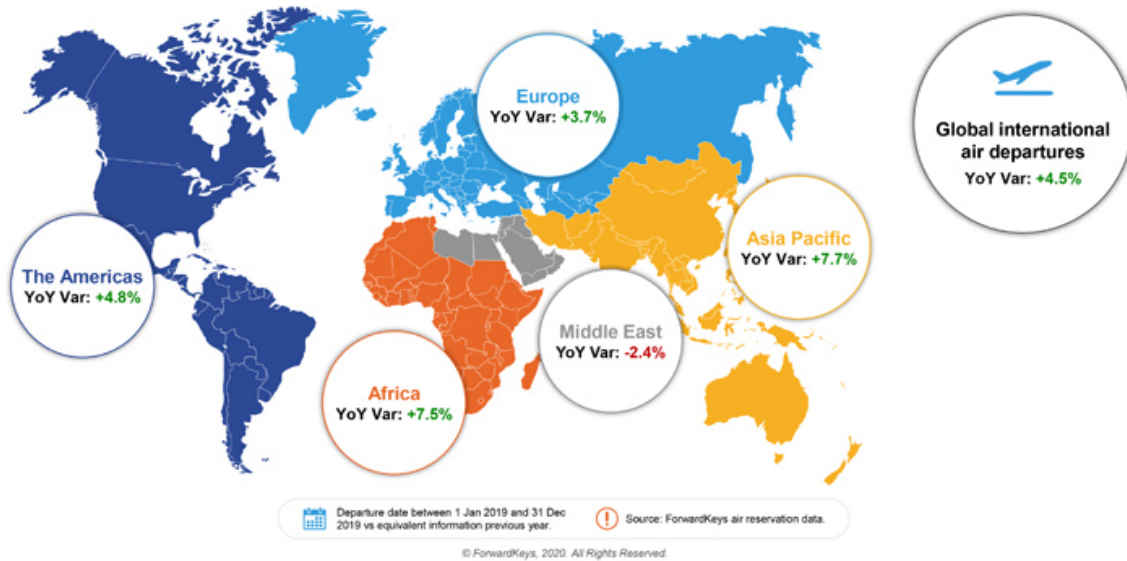 Europe
YoY Var: +3.7%
Global international
air departures
YoY Var: +4.5%
The Americas
YoY Var: +4.8%
Asia Pacific
YoY Var: +7.7%
Middle East
YoY Var: -2.4%
Africa
YoY Var: +7.5%
Departure date between 1 Jan 2019 and 31 Dec
2019 vs equivalent information previous year.
Source: ForwardKeys air reservation data.
© ForwardKeys, 2020. All Rights Reserved.